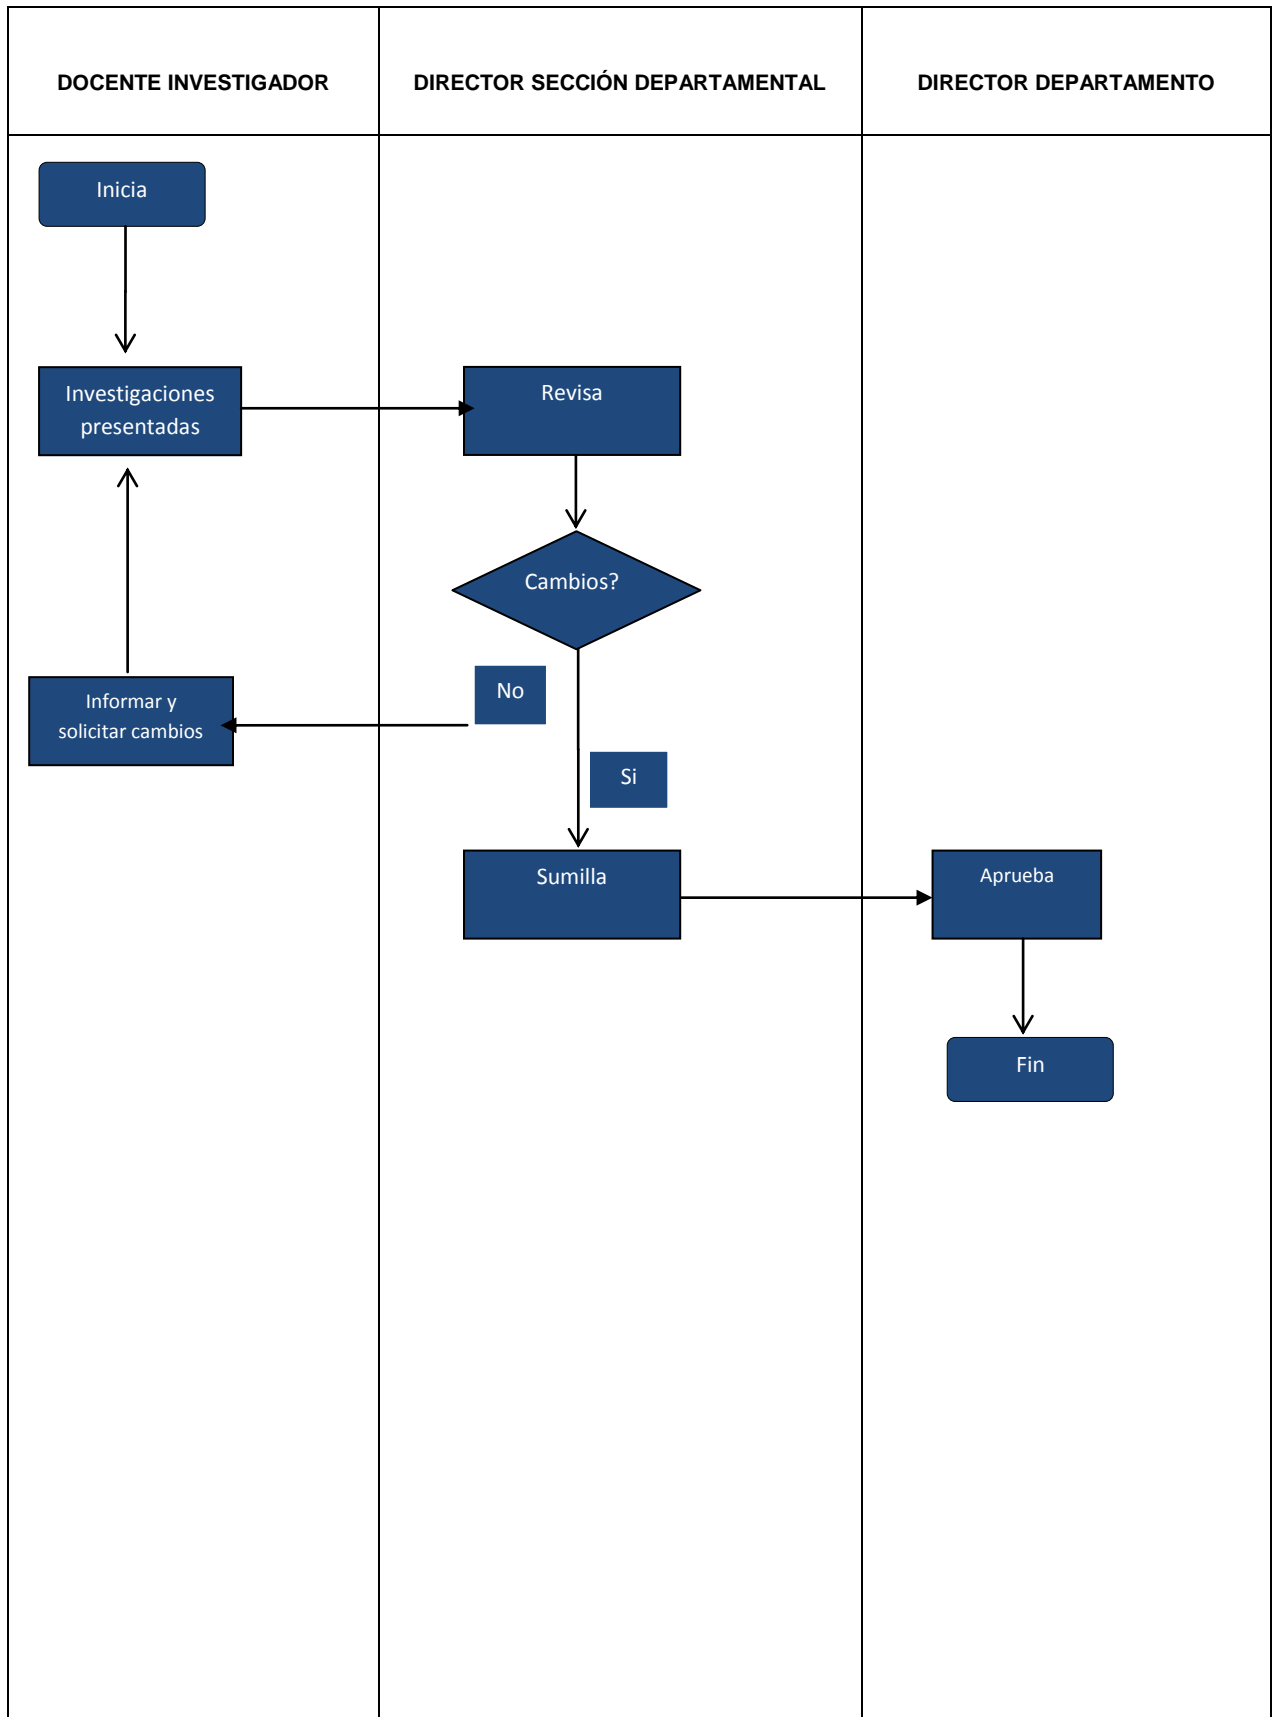 DOCENTE INVESTIGADOR
DIRECTOR SECCIÓN DEPARTAMENTAL
DIRECTOR DEPARTAMENTO
Inicia
Investigaciones
presentadas
Revisa
Cambios?
No
Informar y
solicitar cambios
Si
Sumilla
Aprueba
Fin